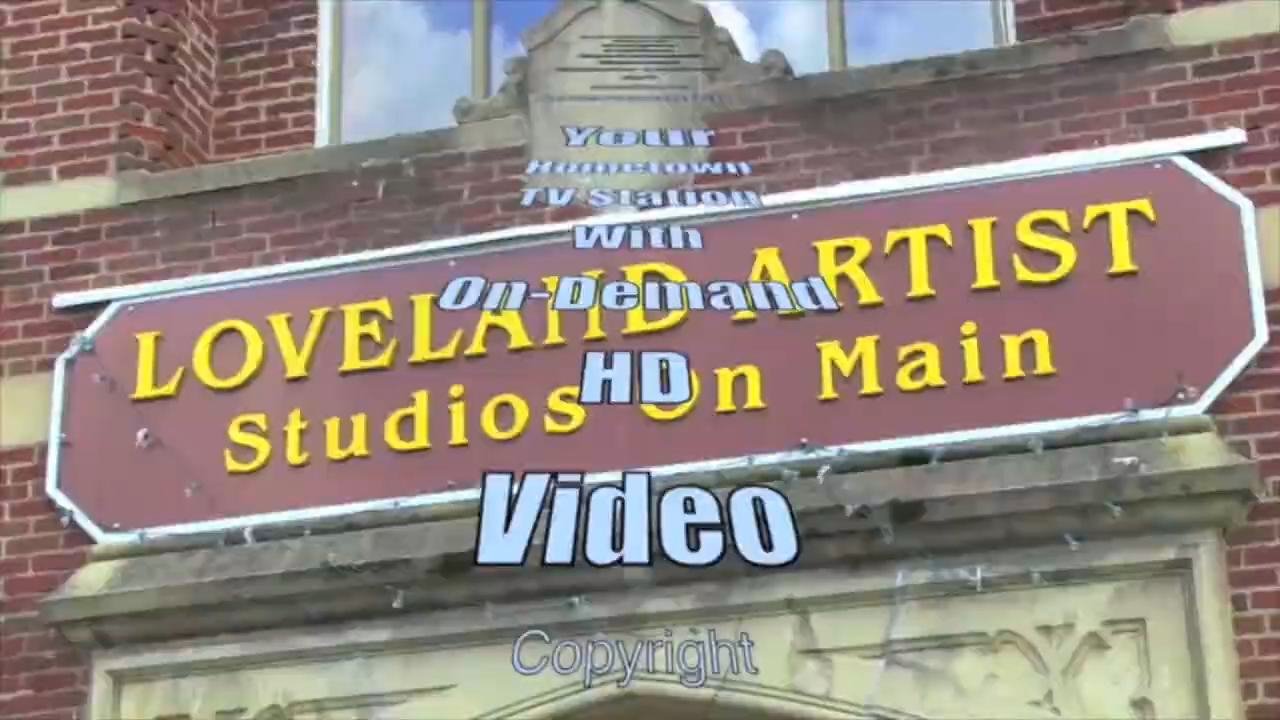 Your
Hometown
TV Station
With
On-Demand
HD
Video
Copyright
LOVELAND ARTIST
Studios On Main